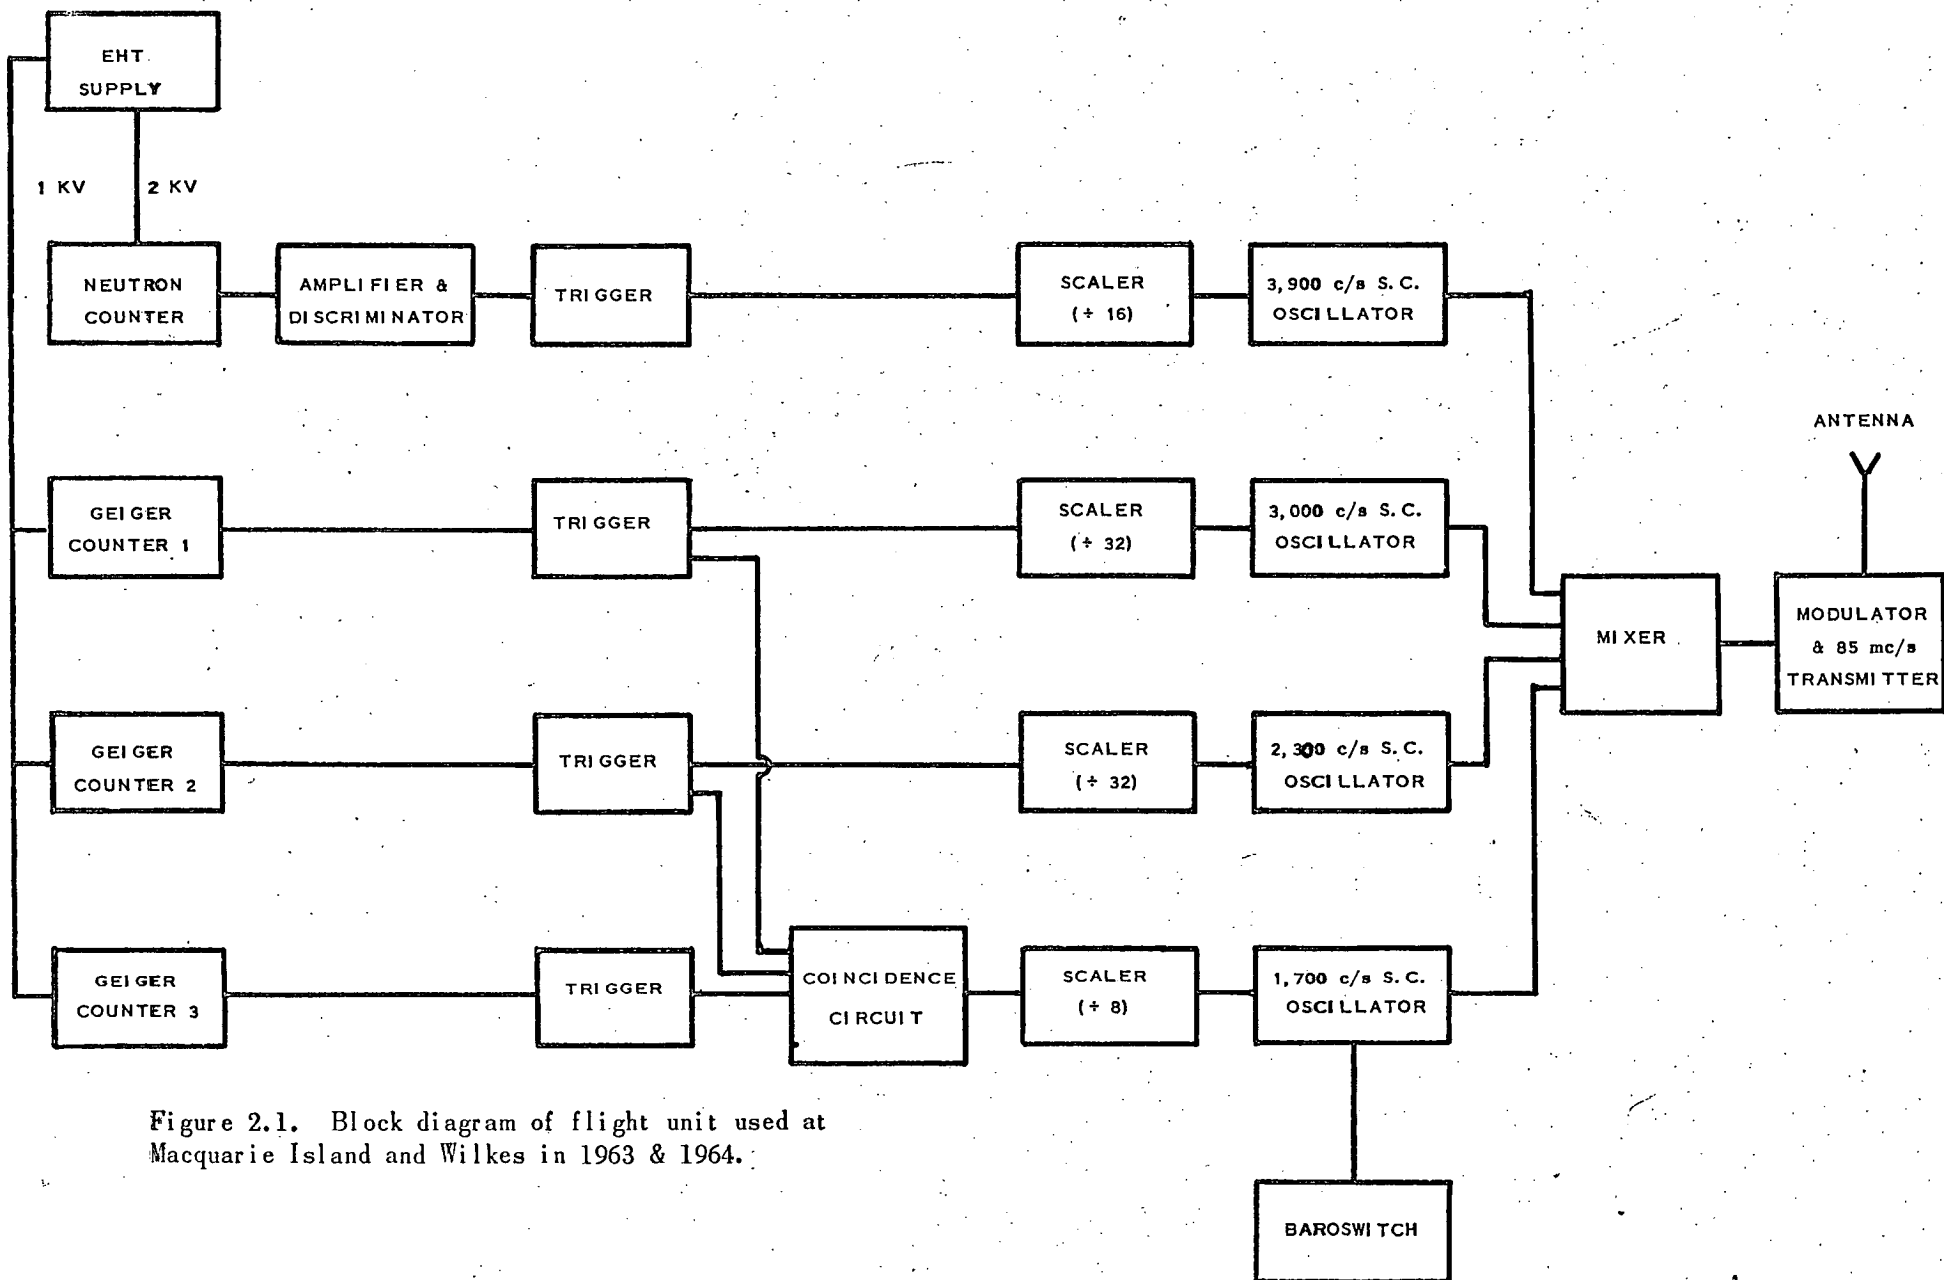 EHT.
SUPPLY
1 KV
2 KV
NEUTRON
COUNTER
AMPLIFIER &
DISCRIMINATOR
TRIGGER
SCALER
(÷ 16)
3,900 c/s S.C.
OSCILLATOR
ANTENNA
GEIGER
COUNTER 1
TRIGGER
SCALER
(÷ 32)
3,000 c/s S.C.
OSCILLATOR
MIXER
MODULATOR
& 85 mc/s
TRANSMITTER
GEIGER
COUNTER 2
TRIGGER
SCALER
(÷ 32)
2,300 c/s S.C.
OSCILLATOR
GEIGER
COUNTER 3
TRIGGER
COINCIDENCE
CIRCUIT
SCALER
(÷ 8)
1,700 c/s S.C.
OSCILLATOR
BAROSWITCH
Figure 2.1. Block diagram of flight unit used at
Macquarie Island and Wilkes in 1963 & 1964.